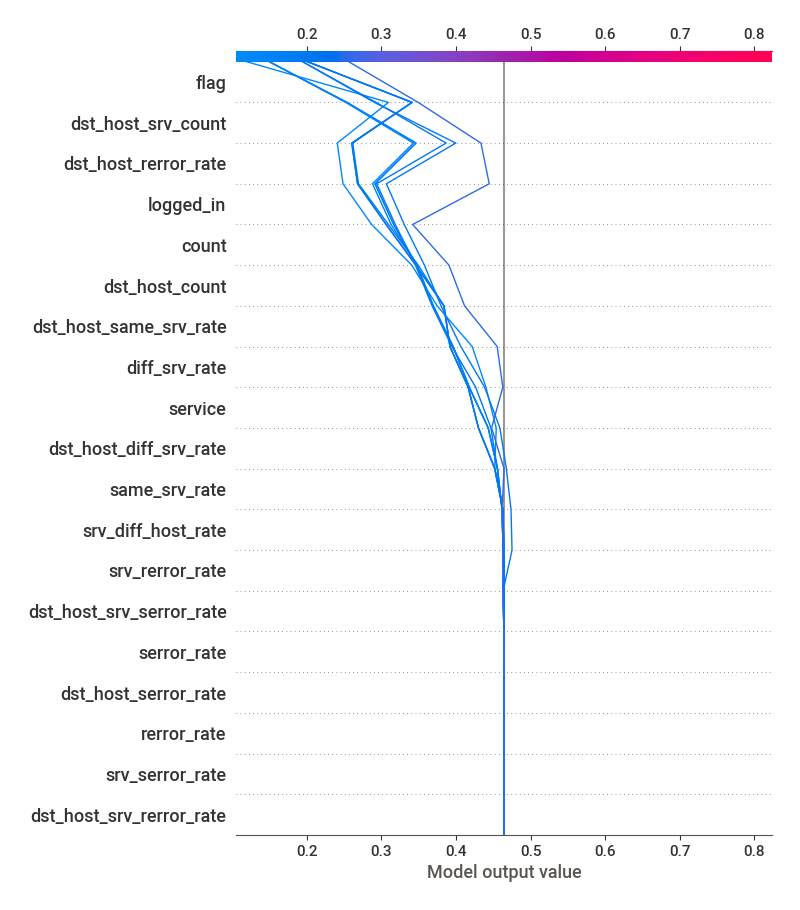 0.2 0.3 0.4 0.5 0.6 0.7 0.8
flag
dst_host_srv_count
dst_host_rerror_rate
logged_in
count
dst_host_count
dst_host_same_srv_rate
diff_srv_rate
service
dst_host_diff_srv_rate
same_srv_rate
srv_diff_host_rate
srv_rerror_rate
dst_host_srv_serror_rate
serror_rate
dst_host_serror_rate
rerror_rate
srv_serror_rate
dst_host_srv_rerror_rate
0.2 0.3 0.4 0.5 0.6 0.7 0.8
Model output value